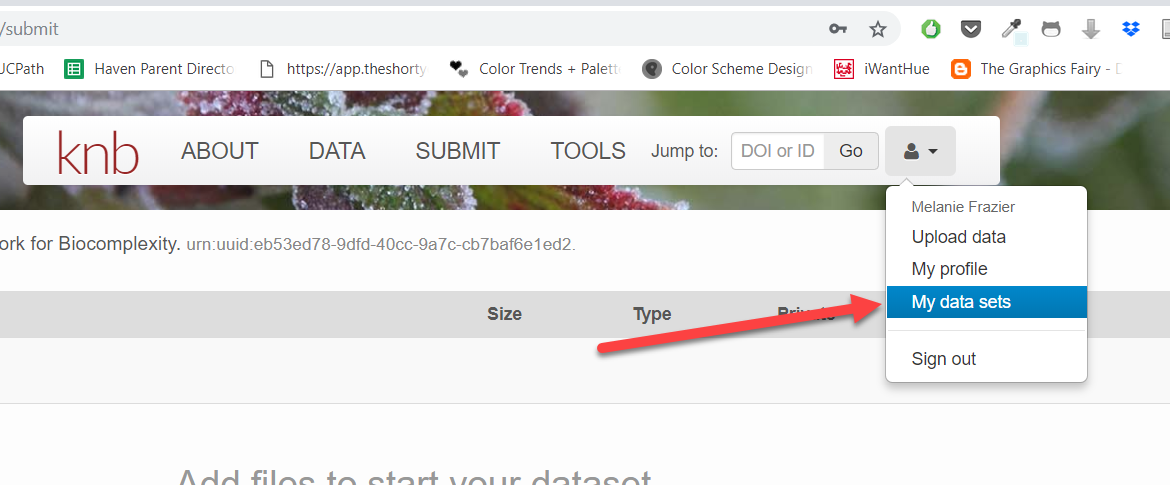 /submit
UCPath Haven Parent Directo https://app.theshorty Color Trends + Palett Color Scheme Design iWantHue The Graphics Fairy - D
knb ABOUT DATA SUBMIT TOOLS Jump to: DOI or ID Go
Melanie Frazier
ork for Biocomplexity. urn:uuid:eb53ed78-9dfd-40cc-9a7c-cb7baf6e1ed2.
Upload data
My profile
My data sets
Size Type Private
Sign out
Add files to start your dataset